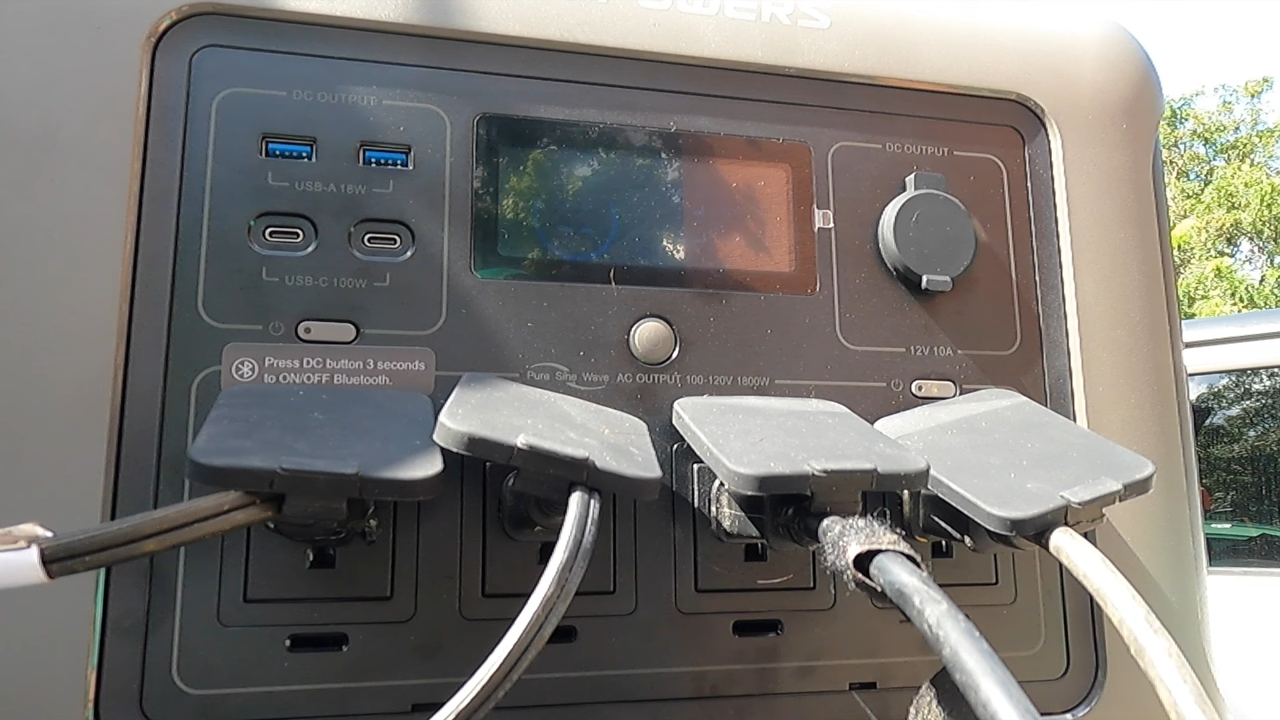 POWERS
DC OUTPUT
USB-A 18W
USB-C 100W
Press DC button 3 seconds
to ON/OFF Bluetooth.
DC OUTPUT
12V 10A
Pure Sine Wave AC OUTPUT 100-120V 1800W